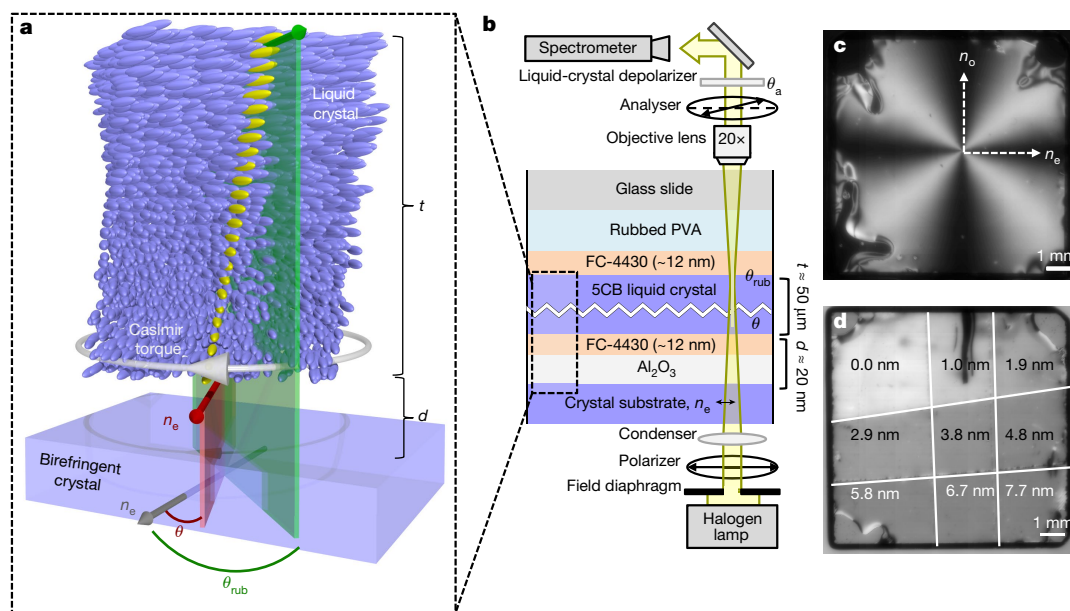 a
Liquid
crystal
t
Casimir
torque
d
n_e
Birefringent
crystal
n_e
θ
θ_rub
b
Spectrometer
Liquid-crystal depolarizer
θ_a
Analyser
Objective lens
20×
Glass slide
Rubbed PVA
FC-4430 (~12 nm)
θ_rub
5CB liquid crystal
t ≈ 50 μm
θ
FC-4430 (~12 nm)
Al₂O₃
d ≈ 20 nm
Crystal substrate, n_e
Condenser
Polarizer
Field diaphragm
Halogen
lamp
c
n_o
n_e
1 mm
d
0.0 nm 1.0 nm 1.9 nm
2.9 nm 3.8 nm 4.8 nm
5.8 nm 6.7 nm 7.7 nm
1 mm